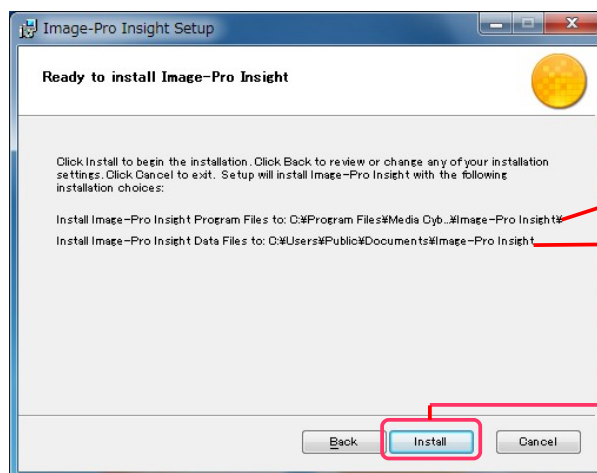 Image-Pro Insight Setup
Ready to install Image-Pro Insight
Click Install to begin the installation. Click Back to review or change any of your installation
settings. Click Cancel to exit. Setup will install Image-Pro Insight with the following
installation choices:
Install Image-Pro Insight Program Files to: C:¥Program Files¥Media Cyb..¥Image-Pro Insight¥
Install Image-Pro Insight Data Files to: C:¥Users¥Public¥Documents¥Image-Pro Insight
Back Install Cancel